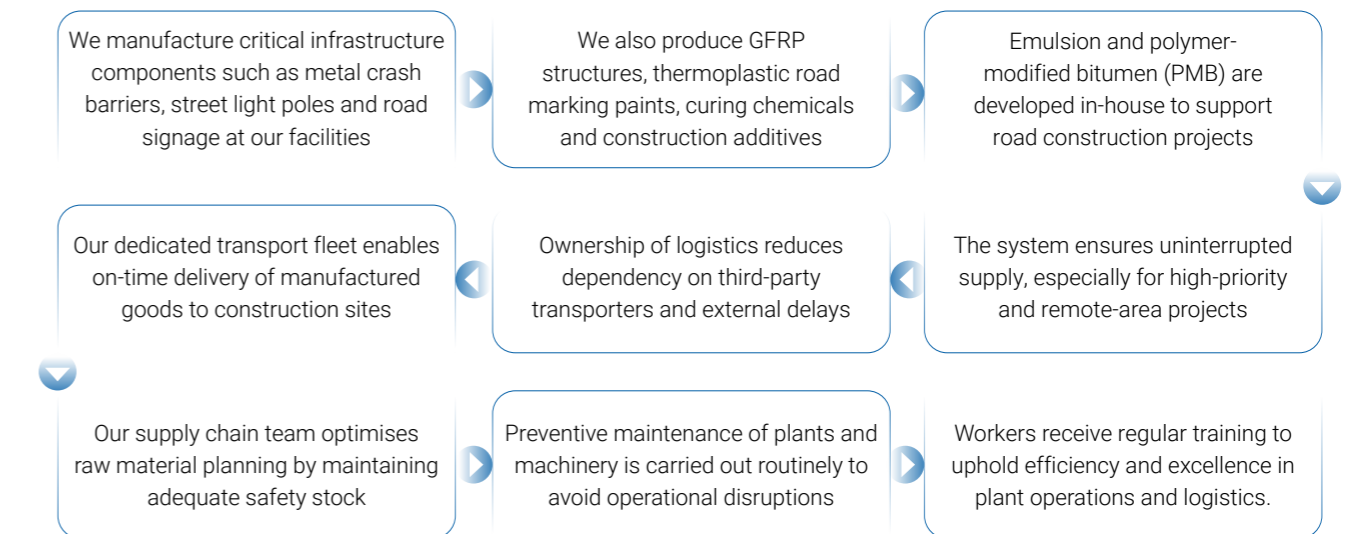 We manufacture critical infrastructure
components such as metal crash
barriers, street light poles and road
signage at our facilities
We also produce GFRP
structures, thermoplastic road
marking paints, curing chemicals
and construction additives
Emulsion and polymer-
modified bitumen (PMB) are
developed in-house to support
road construction projects
The system ensures uninterrupted
supply, especially for high-priority
and remote-area projects
Ownership of logistics reduces
dependency on third-party
transporters and external delays
Our dedicated transport fleet enables
on-time delivery of manufactured
goods to construction sites
Our supply chain team optimises
raw material planning by maintaining
adequate safety stock
Preventive maintenance of plants and
machinery is carried out routinely to
avoid operational disruptions
Workers receive regular training to
uphold efficiency and excellence in
plant operations and logistics.